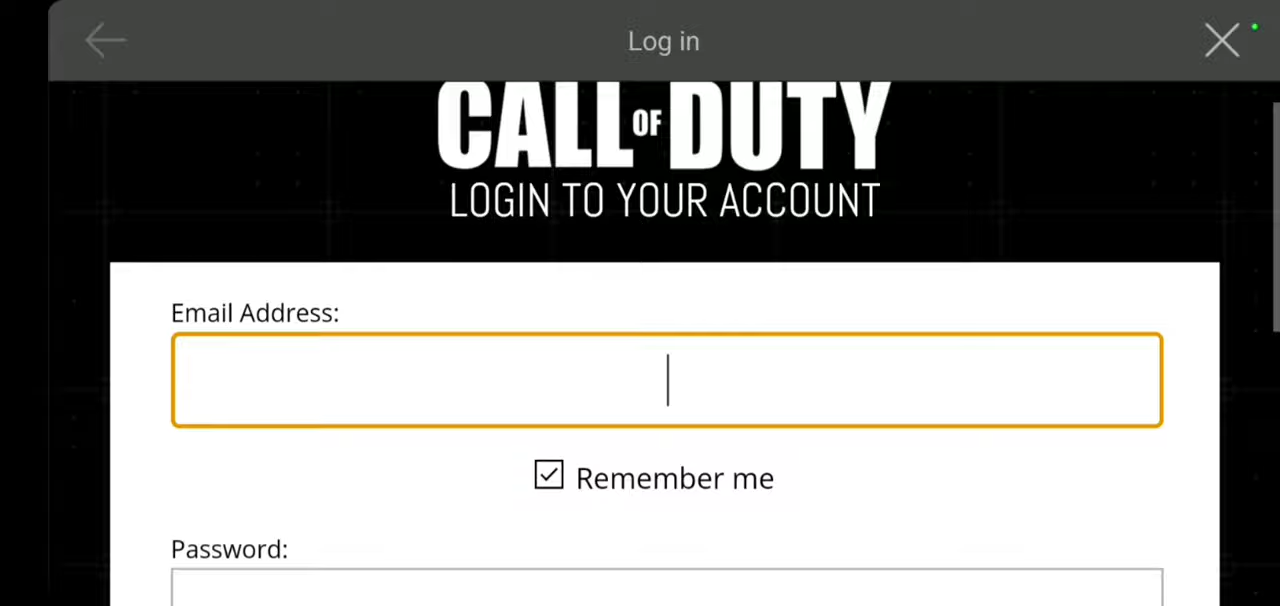 Log in
CALL OF DUTY
LOGIN TO YOUR ACCOUNT
Email Address:
Remember me
Password: